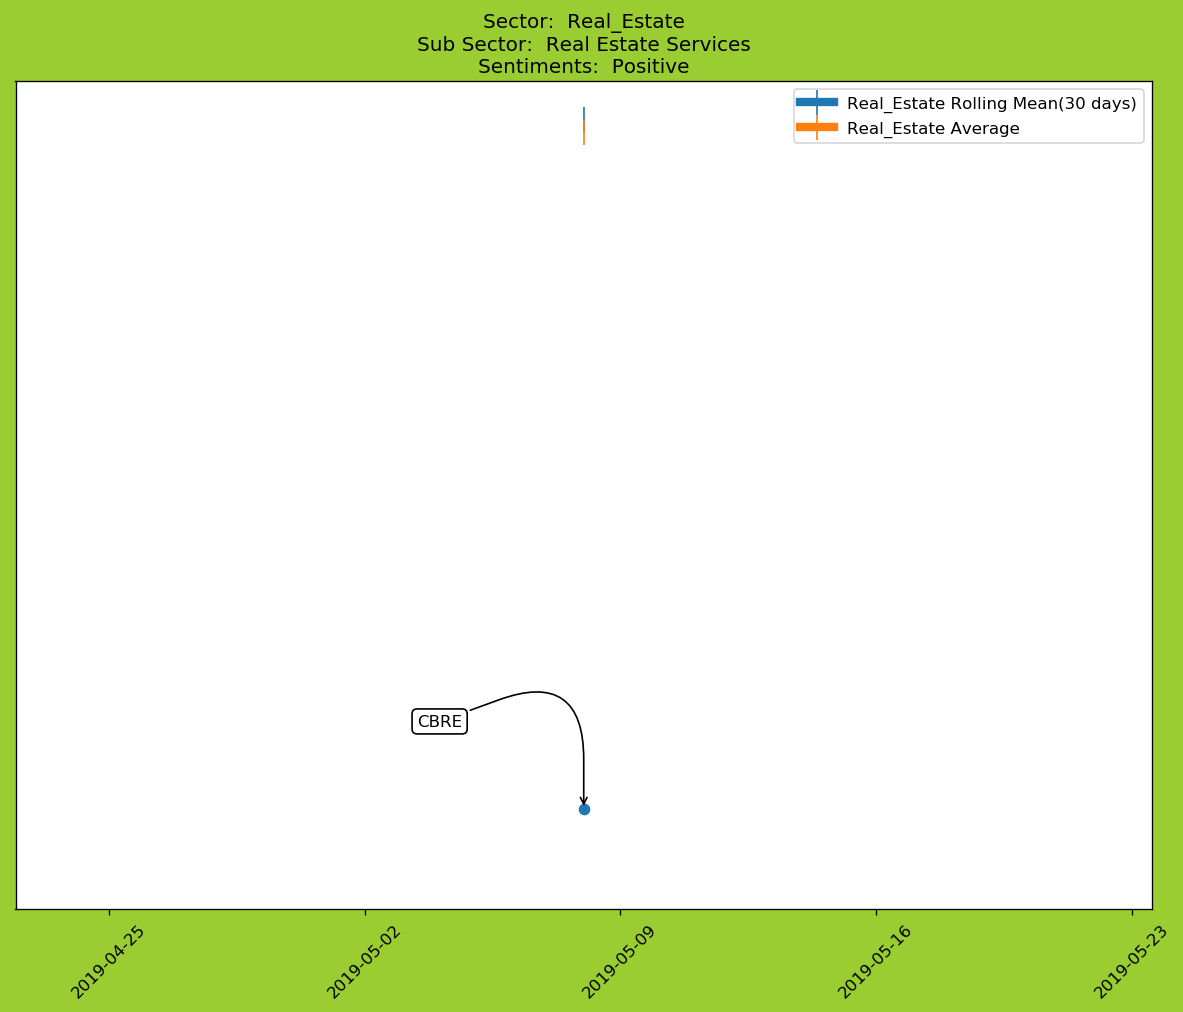 Sector:  Real_Estate
Sub Sector:  Real Estate Services
Sentiments:  Positive
Real_Estate Rolling Mean(30 days)
Real_Estate Average
CBRE
2019-04-25
2019-05-02
2019-05-09
2019-05-16
2019-05-23